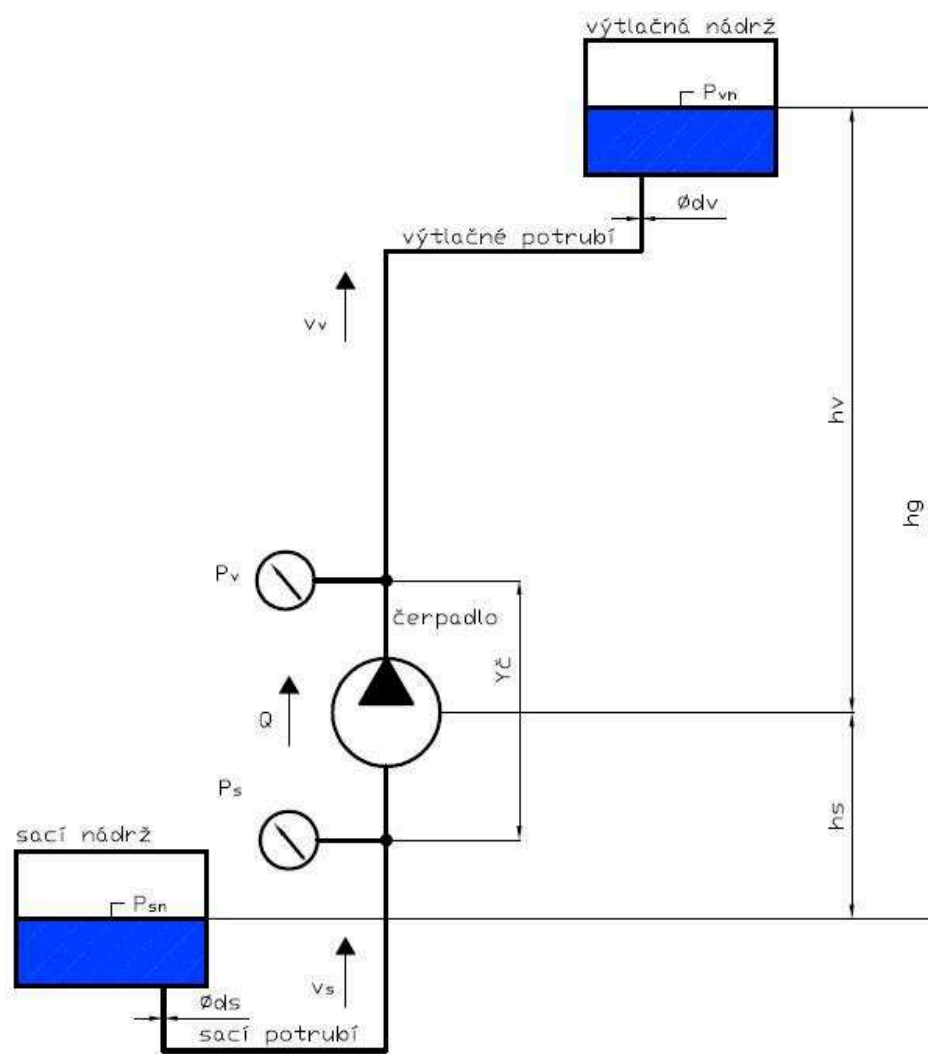 výtlačná nádrž
Pvn
Ødv
výtlačné potrubí
vv
hv
hg
Pv
čerpadlo
Yč
Q
Ps
hs
sací nádrž
Psn
vs
Øds
sací potrubí